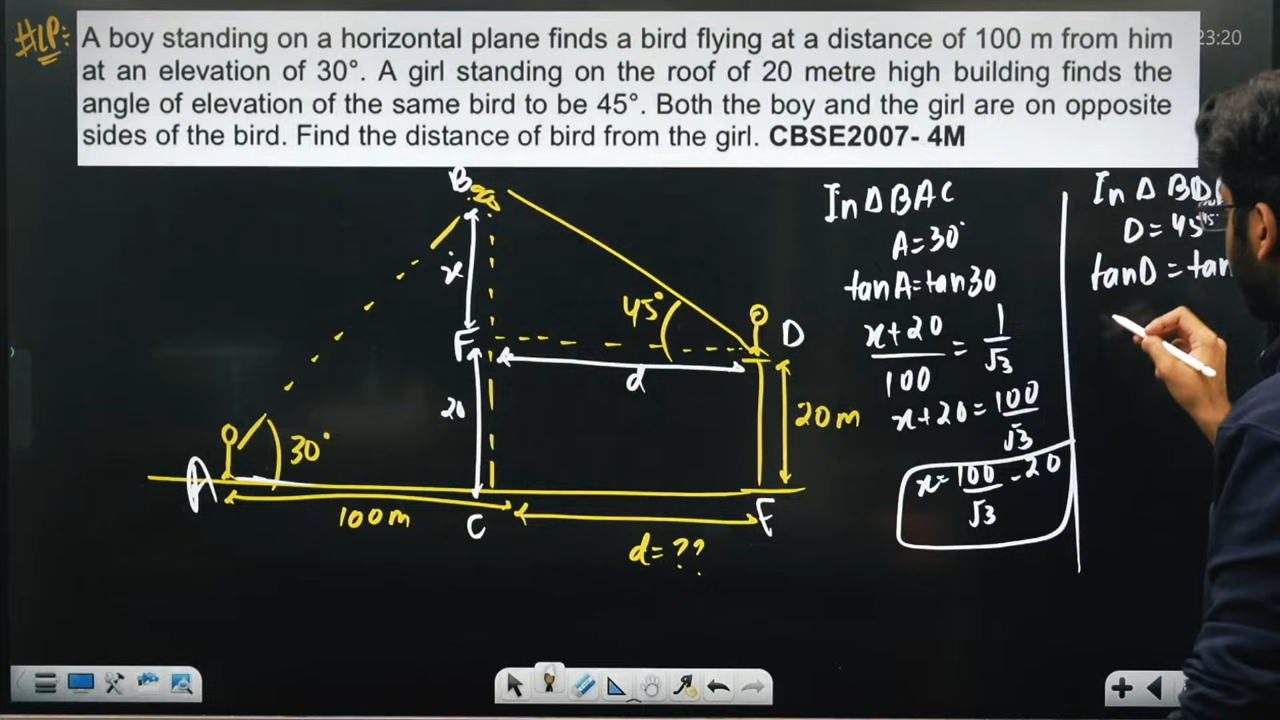 HLP:
A boy standing on a horizontal plane finds a bird flying at a distance of 100 m from him
at an elevation of 30°. A girl standing on the roof of 20 metre high building finds the
angle of elevation of the same bird to be 45°. Both the boy and the girl are on opposite
sides of the bird. Find the distance of bird from the girl. CBSE2007- 4M
23:20
B
x
45°
F
D
d
20
20m
30°
A
100m
C
E
d=??
In Δ BAC
A=30°
tanA=tan30
x+20/100 = 1/√3
x+20=100/√3
x=100/√3-20
In Δ BD
D=45°
tanD=tan